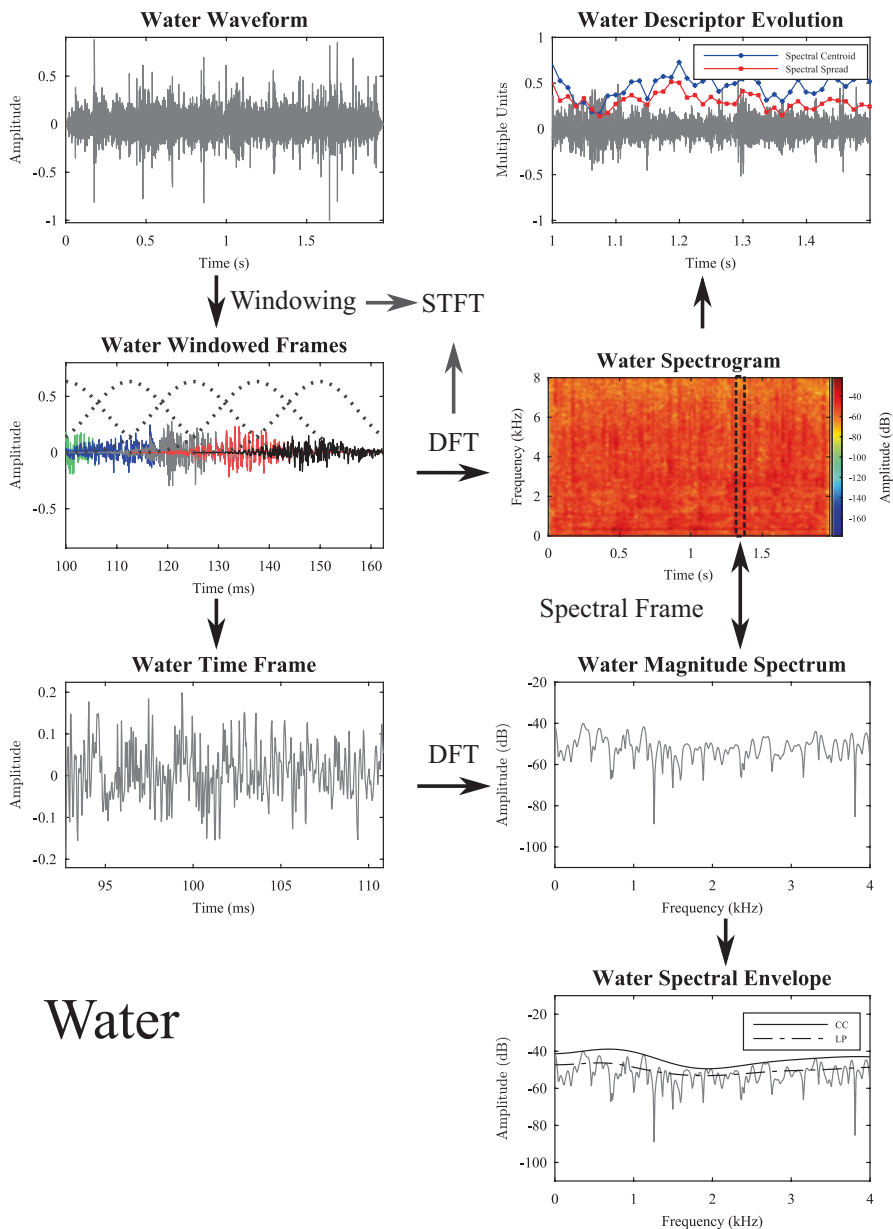 Water Waveform
Amplitude
0.5
0
-0.5
-1
0 0.5 1 1.5
Time (s)
Water Descriptor Evolution
Multiple Units
1
0.5
0
-0.5
-1
Spectral Centroid
Spectral Spread
1 1.1 1.2 1.3 1.4
Time (s)
Windowing
STFT
Water Windowed Frames
Amplitude
0.5
0
-0.5
100 110 120 130 140 150 160
Time (ms)
DFT
Water Spectrogram
Frequency (kHz)
8
6
4
2
0
0 0.5 1 1.5
Time (s)
-40
-60
-80
-100
-120
-140
-160
Amplitude (dB)
Spectral Frame
Water Time Frame
Amplitude
0.2
0.1
0
-0.1
-0.2
95 100 105 110
Time (ms)
DFT
Water Magnitude Spectrum
Amplitude (dB)
-20
-40
-60
-80
-100
0 1 2 3 4
Frequency (kHz)
Water
Water Spectral Envelope
Amplitude (dB)
-20
-40
-60
-80
-100
CC
LP
0 1 2 3 4
Frequency (kHz)